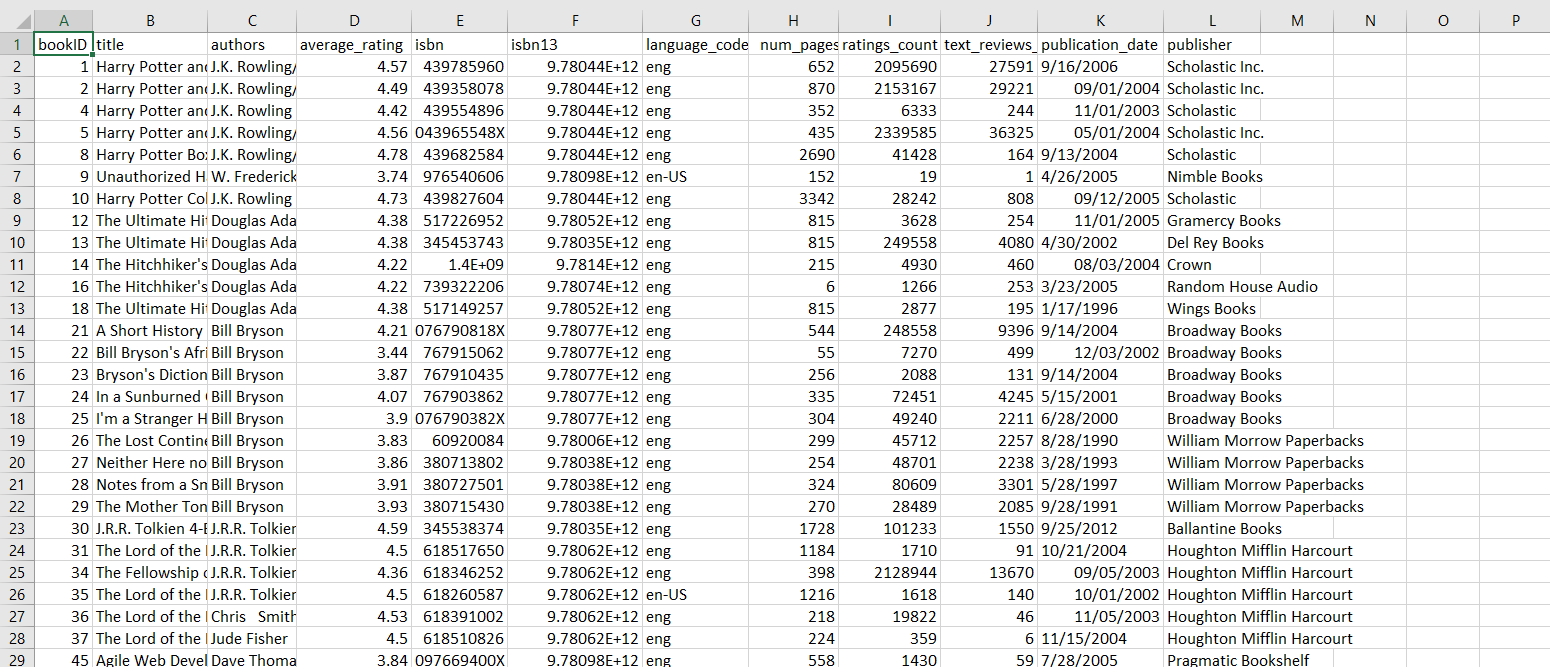 A B C D E F G H I J K L M N O P
1 bookID title authors average_rating isbn isbn13 language_code num_pages ratings_count text_reviews_ publication_date publisher
2 1 Harry Potter and J.K. Rowling/ 4.57 439785960 9.78044E+12 eng 652 2095690 27591 9/16/2006 Scholastic Inc.
3 2 Harry Potter and J.K. Rowling/ 4.49 439358078 9.78044E+12 eng 870 2153167 29221 09/01/2004 Scholastic Inc.
4 4 Harry Potter and J.K. Rowling 4.42 439554896 9.78044E+12 eng 352 6333 244 11/01/2003 Scholastic
5 5 Harry Potter and J.K. Rowling/ 4.56 043965548X 9.78044E+12 eng 435 2339585 36325 05/01/2004 Scholastic Inc.
6 8 Harry Potter Box J.K. Rowling/ 4.78 439682584 9.78044E+12 eng 2690 41428 164 9/13/2004 Scholastic
7 9 Unauthorized H W. Frederick 3.74 976540606 9.78098E+12 en-US 152 19 1 4/26/2005 Nimble Books
8 10 Harry Potter Col J.K. Rowling 4.73 439827604 9.78044E+12 eng 3342 28242 808 09/12/2005 Scholastic
9 12 The Ultimate Hit Douglas Ada 4.38 517226952 9.78052E+12 eng 815 3628 254 11/01/2005 Gramercy Books
10 13 The Ultimate Hit Douglas Ada 4.38 345453743 9.78035E+12 eng 815 249558 4080 4/30/2002 Del Rey Books
11 14 The Hitchhiker's Douglas Ada 4.22 1.4E+09 9.7814E+12 eng 215 4930 460 08/03/2004 Crown
12 16 The Hitchhiker's Douglas Ada 4.22 739322206 9.78074E+12 eng 6 1266 253 3/23/2005 Random House Audio
13 18 The Ultimate Hit Douglas Ada 4.38 517149257 9.78052E+12 eng 815 2877 195 1/17/1996 Wings Books
14 21 A Short History Bill Bryson 4.21 076790818X 9.78077E+12 eng 544 248558 9396 9/14/2004 Broadway Books
15 22 Bill Bryson's Afri Bill Bryson 3.44 767915062 9.78077E+12 eng 55 7270 499 12/03/2002 Broadway Books
16 23 Bryson's Diction Bill Bryson 3.87 767910435 9.78077E+12 eng 256 2088 131 9/14/2004 Broadway Books
17 24 In a Sunburned Bill Bryson 4.07 767903862 9.78077E+12 eng 335 72451 4245 5/15/2001 Broadway Books
18 25 I'm a Stranger H Bill Bryson 3.9 076790382X 9.78077E+12 eng 304 49240 2211 6/28/2000 Broadway Books
19 26 The Lost Contine Bill Bryson 3.83 60920084 9.78006E+12 eng 299 45712 2257 8/28/1990 William Morrow Paperbacks
20 27 Neither Here no Bill Bryson 3.86 380713802 9.78038E+12 eng 254 48701 2238 3/28/1993 William Morrow Paperbacks
21 28 Notes from a Sm Bill Bryson 3.91 380727501 9.78038E+12 eng 324 80609 3301 5/28/1997 William Morrow Paperbacks
22 29 The Mother Ton Bill Bryson 3.93 380715430 9.78038E+12 eng 270 28489 2085 9/28/1991 William Morrow Paperbacks
23 30 J.R.R. Tolkien 4-B J.R.R. Tolkien 4.59 345538374 9.78035E+12 eng 1728 101233 1550 9/25/2012 Ballantine Books
24 31 The Lord of the J.R.R. Tolkien 4.5 618517650 9.78062E+12 eng 1184 1710 91 10/21/2004 Houghton Mifflin Harcourt
25 34 The Fellowship o J.R.R. Tolkien 4.36 618346252 9.78062E+12 eng 398 2128944 13670 09/05/2003 Houghton Mifflin Harcourt
26 35 The Lord of the J.R.R. Tolkien 4.5 618260587 9.78062E+12 en-US 1216 1618 140 10/01/2002 Houghton Mifflin Harcourt
27 36 The Lord of the Chris Smith 4.53 618391002 9.78062E+12 eng 218 19822 46 11/05/2003 Houghton Mifflin Harcourt
28 37 The Lord of the Jude Fisher 4.5 618510826 9.78062E+12 eng 224 359 6 11/15/2004 Houghton Mifflin Harcourt
29 45 Agile Web Devel Dave Thoma 3.84 097669400X 9.78098E+12 eng 558 1430 59 7/28/2005 Pragmatic Bookshelf